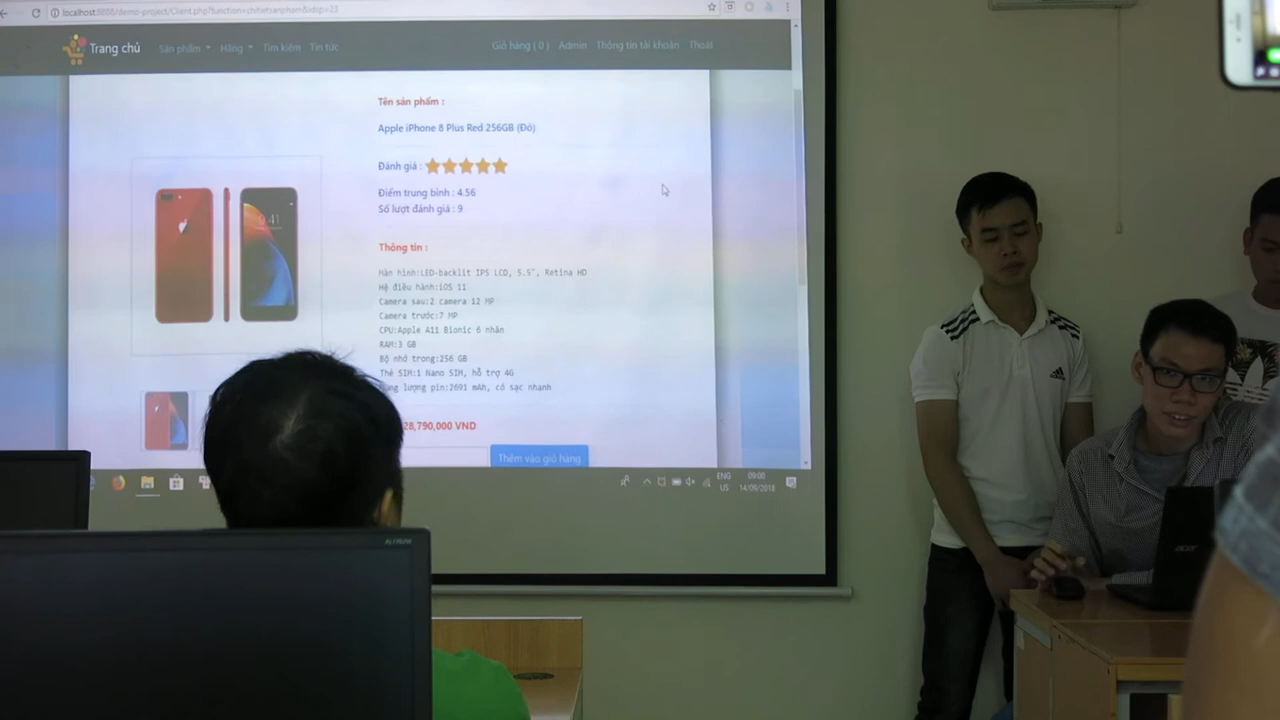 localhost:8888/demo-project/Client.php?function=chitietsanpham&idsp=23
Trang chủ Sản phẩm Hãng Tìm kiếm Tin tức Giỏ hàng ( 0 ) Admin Thông tin tài khoản Thoát
Tên sản phẩm :
Apple iPhone 8 Plus Red 256GB (Đỏ)
Đánh giá :
Điểm trung bình : 4.56
Số lượt đánh giá : 9
9:41
Thông tin :
Màn hình:LED-backlit IPS LCD, 5.5", Retina HD
Hệ điều hành:iOS 11
Camera sau:2 camera 12 MP
Camera trước:7 MP
CPU:Apple A11 Bionic 6 nhân
RAM:3 GB
Bộ nhớ trong:256 GB
Thẻ SIM:1 Nano SIM, hỗ trợ 4G
lượng pin:2691 mAh, có sạc nhanh
28,790,000 VND
Thêm vào giỏ hàng
ENG 09:00
US 14/09/2018
adidas
acer